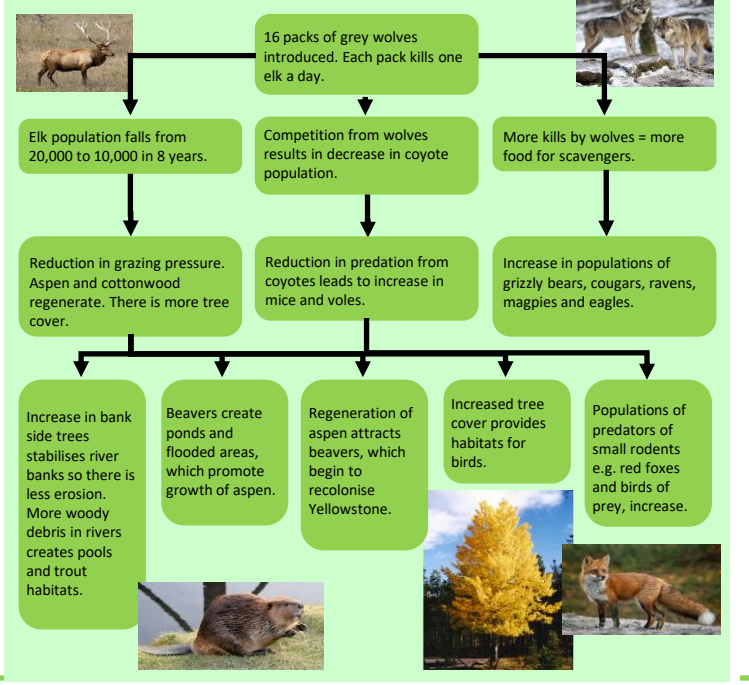 16 packs of grey wolves
introduced. Each pack kills one
elk a day.
Elk population falls from
20,000 to 10,000 in 8 years.
Competition from wolves
results in decrease in coyote
population.
More kills by wolves = more
food for scavengers.
Reduction in grazing pressure.
Aspen and cottonwood
regenerate. There is more tree
cover.
Reduction in predation from
coyotes leads to increase in
mice and voles.
Increase in populations of
grizzly bears, cougars, ravens,
magpies and eagles.
Increase in bank
side trees
stabilises river
banks so there is
less erosion.
More woody
debris in rivers
creates pools
and trout
habitats.
Beavers create
ponds and
flooded areas,
which promote
growth of aspen.
Regeneration of
aspen attracts
beavers, which
begin to
recolonise
Yellowstone.
Increased tree
cover provides
habitats for
birds.
Populations of
predators of
small rodents
e.g. red foxes
and birds of
prey, increase.